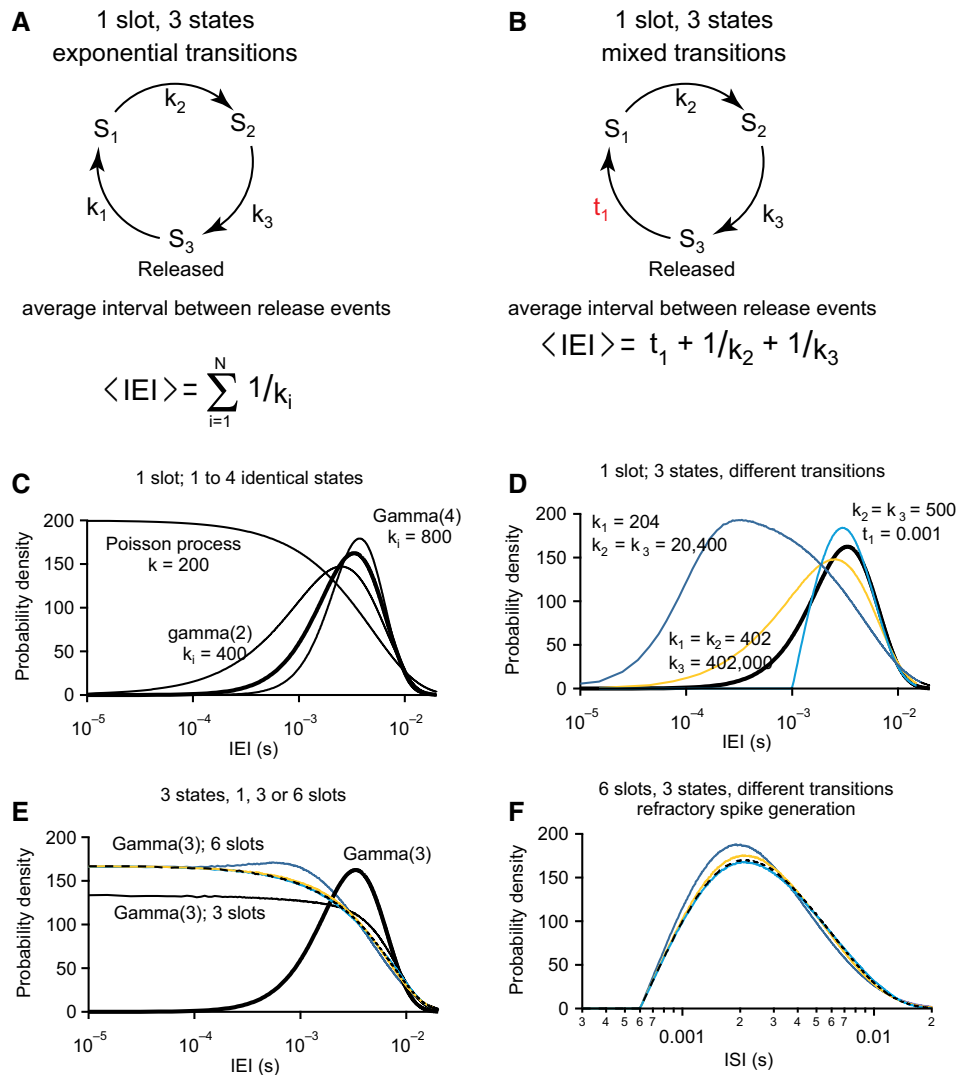 A
1 slot, 3 states
exponential transitions
k2
S1
S2
k1
k3
S3
Released
average interval between release events
⟨IEI⟩ = N ∑ i=1 1/ki
B
1 slot, 3 states
mixed transitions
k2
S1
S2
t1
k3
S3
Released
average interval between release events
⟨IEI⟩ = t1 + 1/k2 + 1/k3
C
1 slot; 1 to 4 identical states
Probability density
200
150
100
50
0
Poisson process
k = 200
Gamma(4)
ki = 800
gamma(2)
ki = 400
10⁻⁵ 10⁻⁴ 10⁻³ 10⁻²
IEI (s)
D
1 slot; 3 states, different transitions
Probability density
200
150
100
50
0
k1 = 204
k2 = k3 = 20,400
k2 = k3 = 500
t1 = 0.001
k1 = k2 = 402
k3 = 402,000
10⁻⁵ 10⁻⁴ 10⁻³ 10⁻²
IEI (s)
E
3 states, 1, 3 or 6 slots
Probability density
200
150
100
50
0
Gamma(3); 6 slots
Gamma(3)
Gamma(3); 3 slots
10⁻⁵ 10⁻⁴ 10⁻³ 10⁻²
IEI (s)
F
6 slots, 3 states, different transitions
refractory spike generation
Probability density
200
150
100
50
0
3 4 5 6 7 2 3 4 5 6 7 2
0.001 0.01
ISI (s)